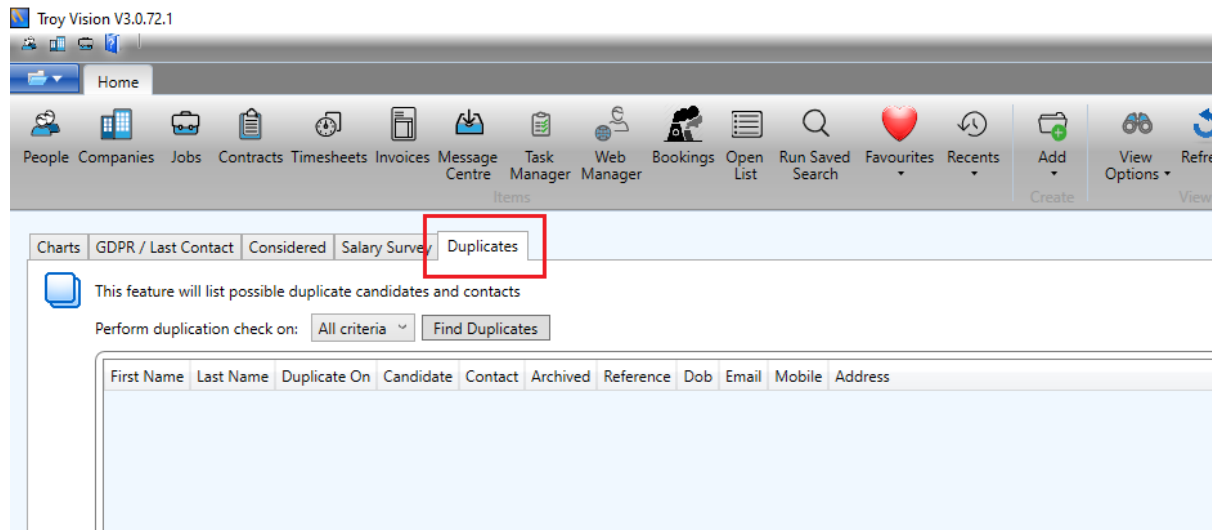 Troy Vision V3.0.72.1
Home
People Companies Jobs Contracts Timesheets Invoices Message Centre Task Manager Web Manager Bookings Open List Run Saved Search Favourites Recents Add View Options
Items Create View
Charts GDPR / Last Contact Considered Salary Survey Duplicates
This feature will list possible duplicate candidates and contacts
Perform duplication check on: All criteria Find Duplicates
First Name Last Name Duplicate On Candidate Contact Archived Reference Dob Email Mobile Address